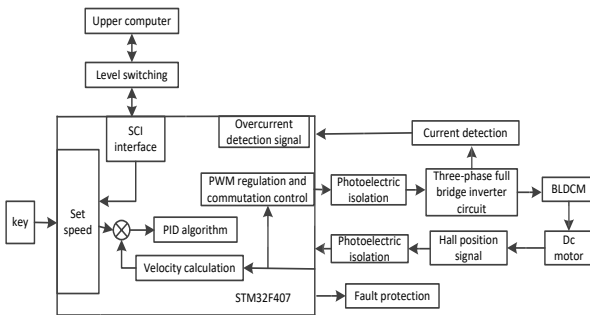 Upper computer
Level switching
SCI
interface
Overcurrent
detection signal
Current detection
key
Set
speed
PWM regulation and
commutation control
Photoelectric
isolation
Three-phase full
bridge inverter
circuit
BLDCM
PID algorithm
Velocity calculation
Photoelectric
isolation
Hall position
signal
Dc
motor
STM32F407
Fault protection